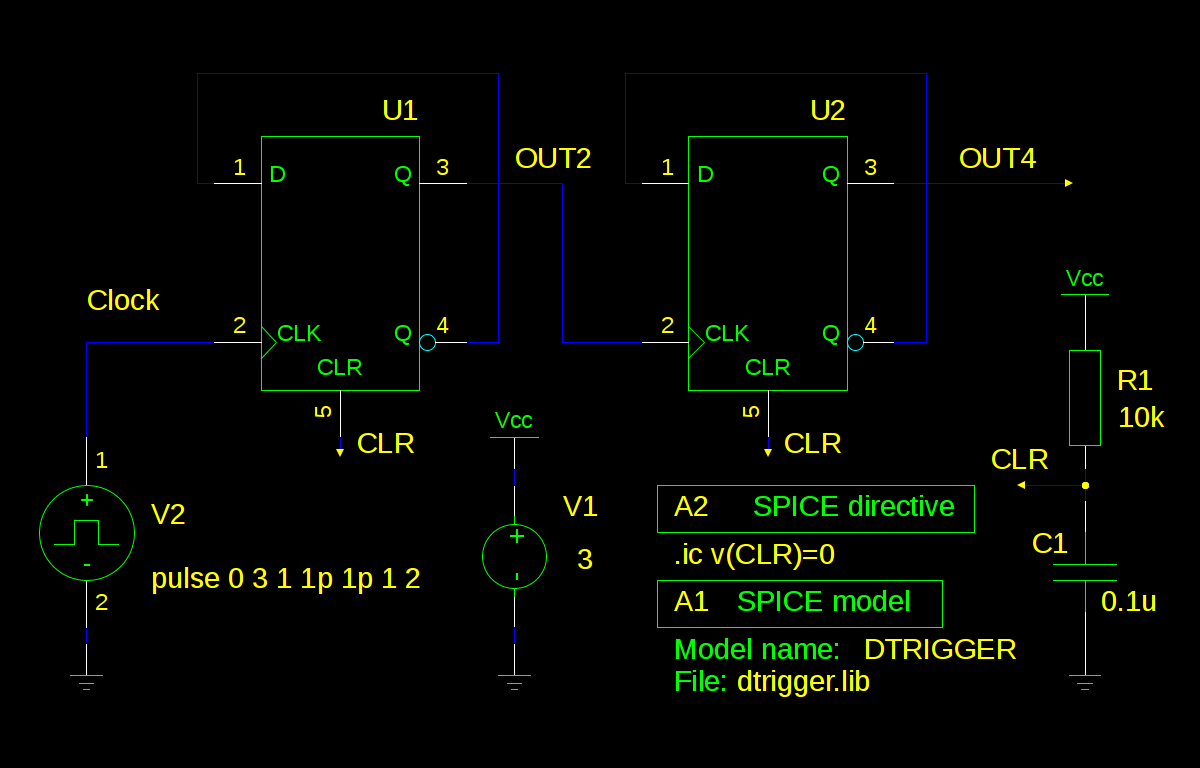 U1
U2
1
D
Q
3
OUT2
1
D
Q
3
OUT4
Vcc
Clock
2
CLK
Q
4
2
CLK
Q
4
CLR
CLR
5
CLR
Vcc
5
CLR
R1
10k
1
+
V2
CLR
V1
+
3
A2 SPICE directive
.ic v(CLR)=0
C1
-
pulse 0 3 1 1p 1p 1 2
2
A1 SPICE model
0.1u
Model name: DTRIGGER
File: dtrigger.lib